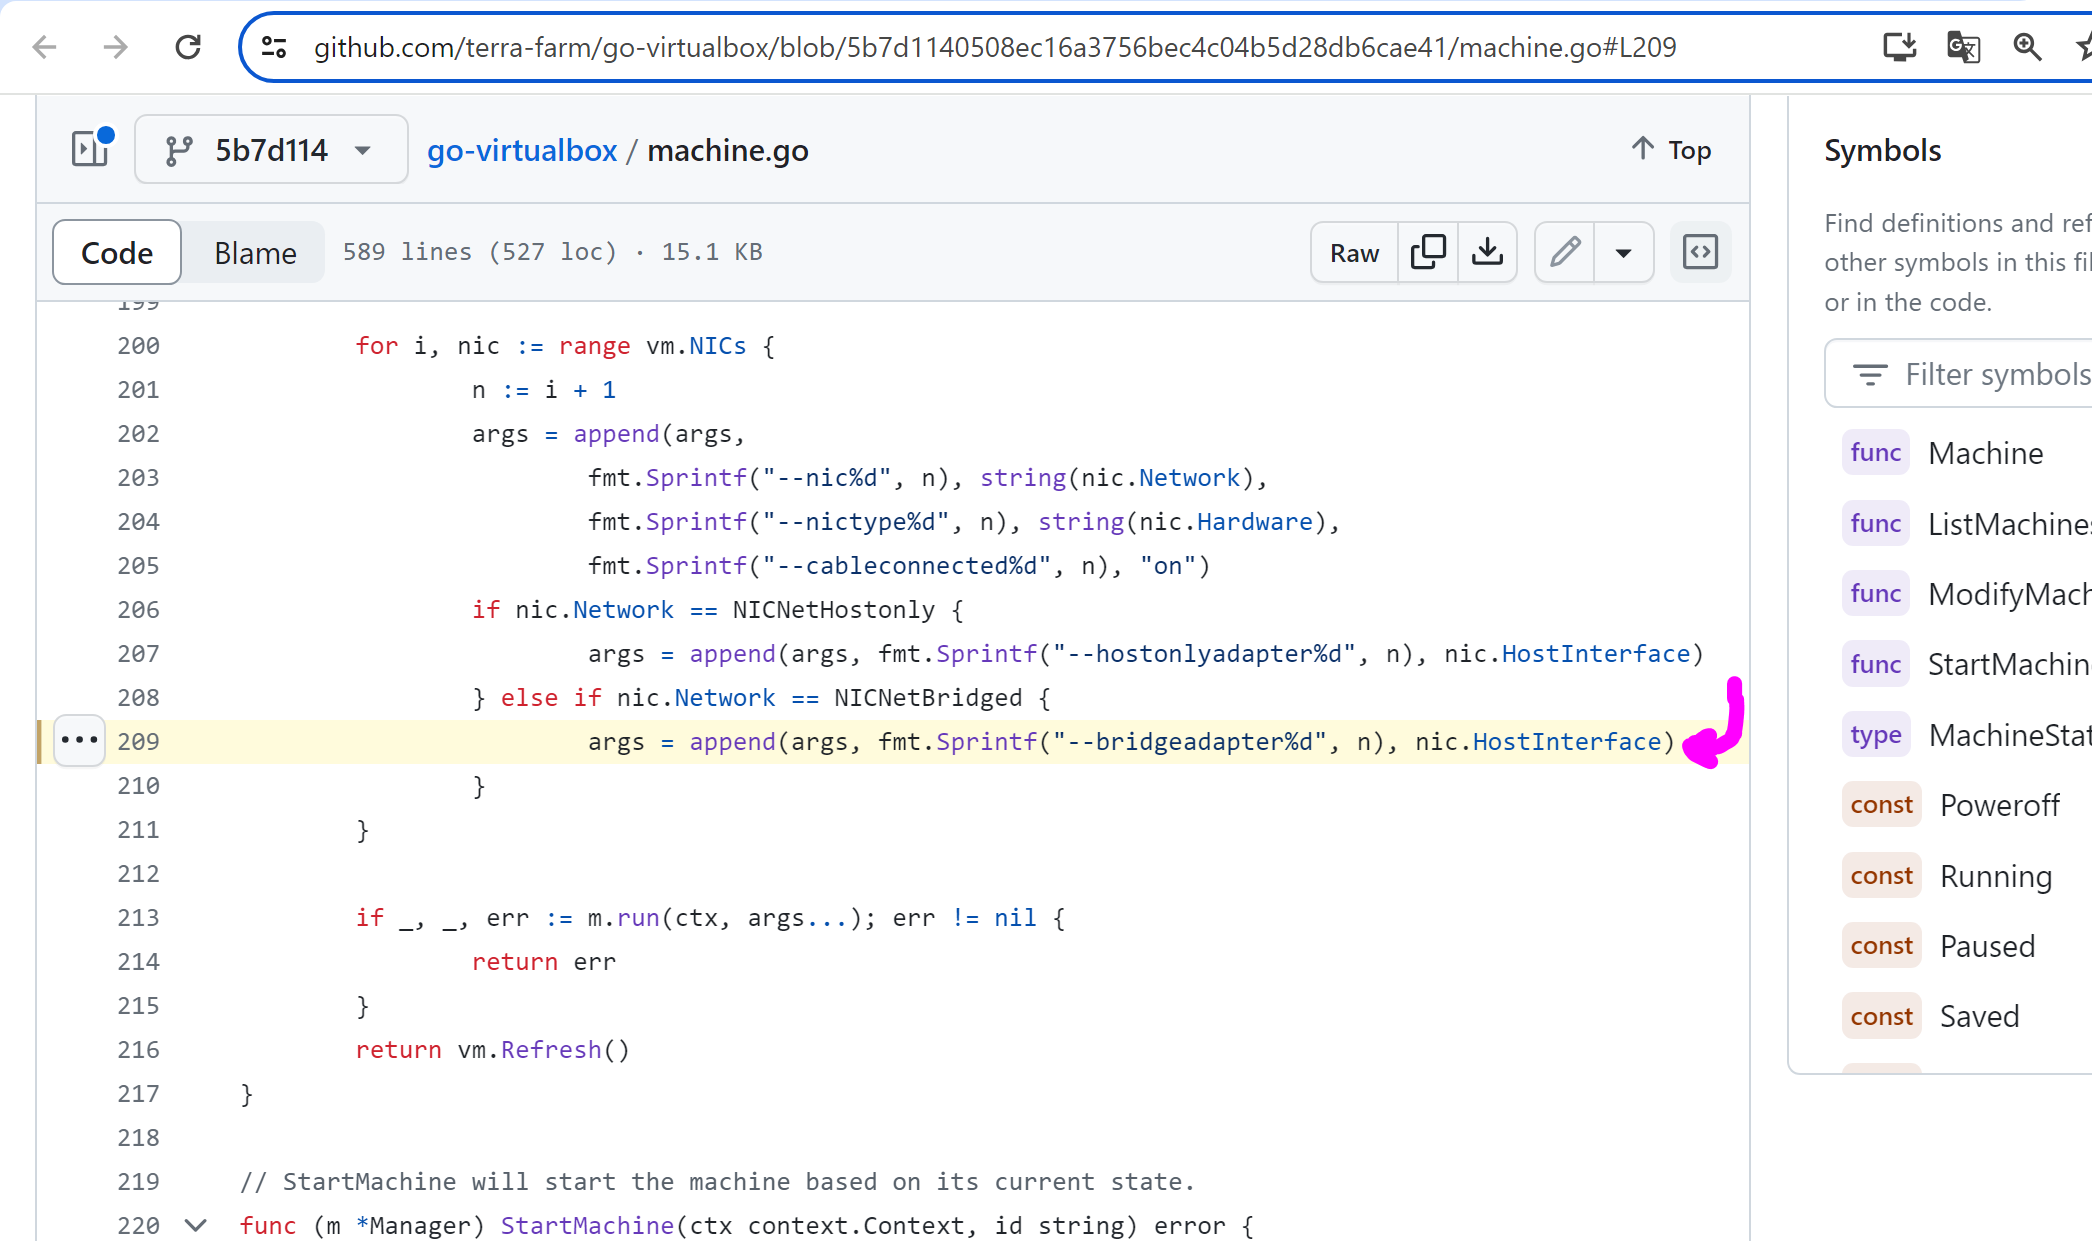 github.com/terra-farm/go-virtualbox/blob/5b7d1140508ec16a3756bec4c04b5d28db6cae41/machine.go#L209
5b7d114
go-virtualbox / machine.go
Top
Code
Blame
589 lines (527 loc) · 15.1 KB
Raw
199
200 for i, nic := range vm.NICs {
201 n := i + 1
202 args = append(args,
203 fmt.Sprintf("--nic%d", n), string(nic.Network),
204 fmt.Sprintf("--nictype%d", n), string(nic.Hardware),
205 fmt.Sprintf("--cableconnected%d", n), "on")
206 if nic.Network == NICNetHostonly {
207 args = append(args, fmt.Sprintf("--hostonlyadapter%d", n), nic.HostInterface)
208 } else if nic.Network == NICNetBridged {
209 args = append(args, fmt.Sprintf("--bridgeadapter%d", n), nic.HostInterface)
210 }
211 }
212
213 if _, _, err := m.run(ctx, args...); err != nil {
214 return err
215 }
216 return vm.Refresh()
217 }
218
219 // StartMachine will start the machine based on its current state.
220 func (m *Manager) StartMachine(ctx context.Context, id string) error {
Symbols
Find definitions and ref
other symbols in this fil
or in the code.
Filter symbols
func Machine
func ListMachines
func ModifyMach
func StartMachin
type MachineStat
const Poweroff
const Running
const Paused
const Saved